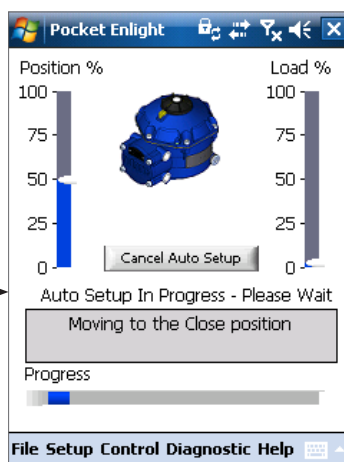 Pocket Enlight
Position % Load %
100 100
75 75
50 50
25 25
0 0
Cancel Auto Setup
Auto Setup In Progress - Please Wait
Moving to the Close position
Progress
File Setup Control Diagnostic Help